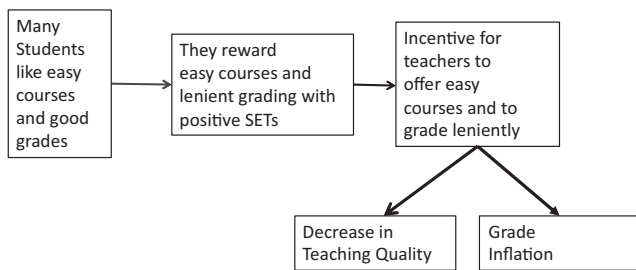 Many
Students
like easy
courses
and good
grades
They reward
easy courses and
lenient grading with
positive SETs
Incentive for
teachers to
offer easy
courses and to
grade leniently
Decrease in
Teaching Quality
Grade
Inflation